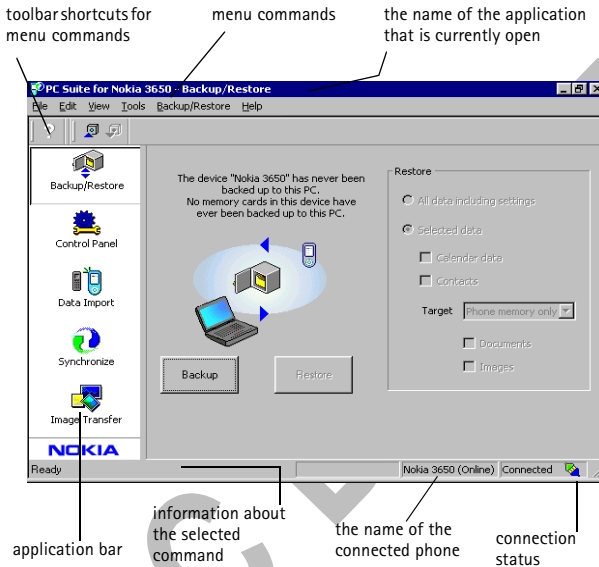 toolbar shortcuts for
menu commands
menu commands
the name of the application
that is currently open
PC Suite for Nokia 3650 - Backup/Restore
File Edit View Tools Backup/Restore Help
Backup/Restore
Control Panel
Data Import
Synchronize
Image Transfer
NOKIA
The device "Nokia 3650" has never been
backed up to this PC.
No memory cards in this device have
ever been backed up to this PC.
Backup
Restore
Restore
All data including settings
Selected data
Calender data
Contacts
Target Phone memory only
Documents
Images
Ready
Nokia 3650 (Online) Connected
application bar
information about
the selected
command
the name of the
connected phone
connection
status